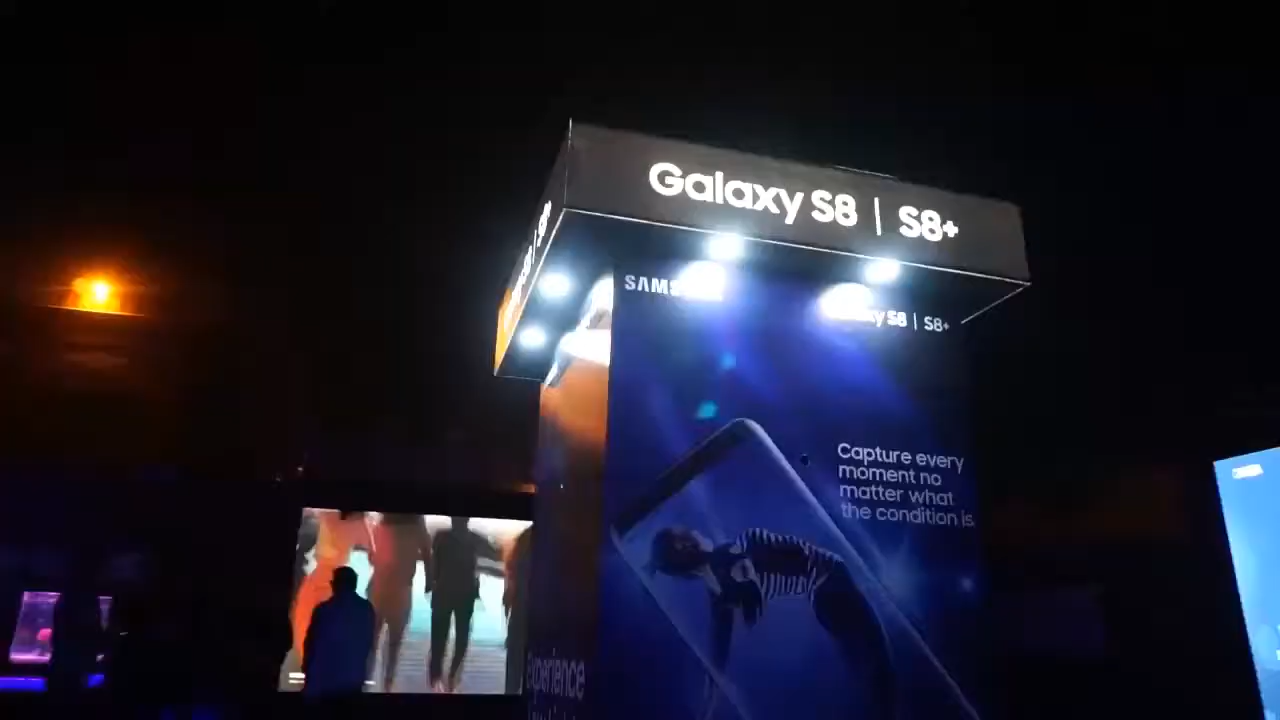 Galaxy S8 | S8+
SAMSUNG
Galaxy S8 | S8+
Capture every
moment no
matter what
the condition is
Experience